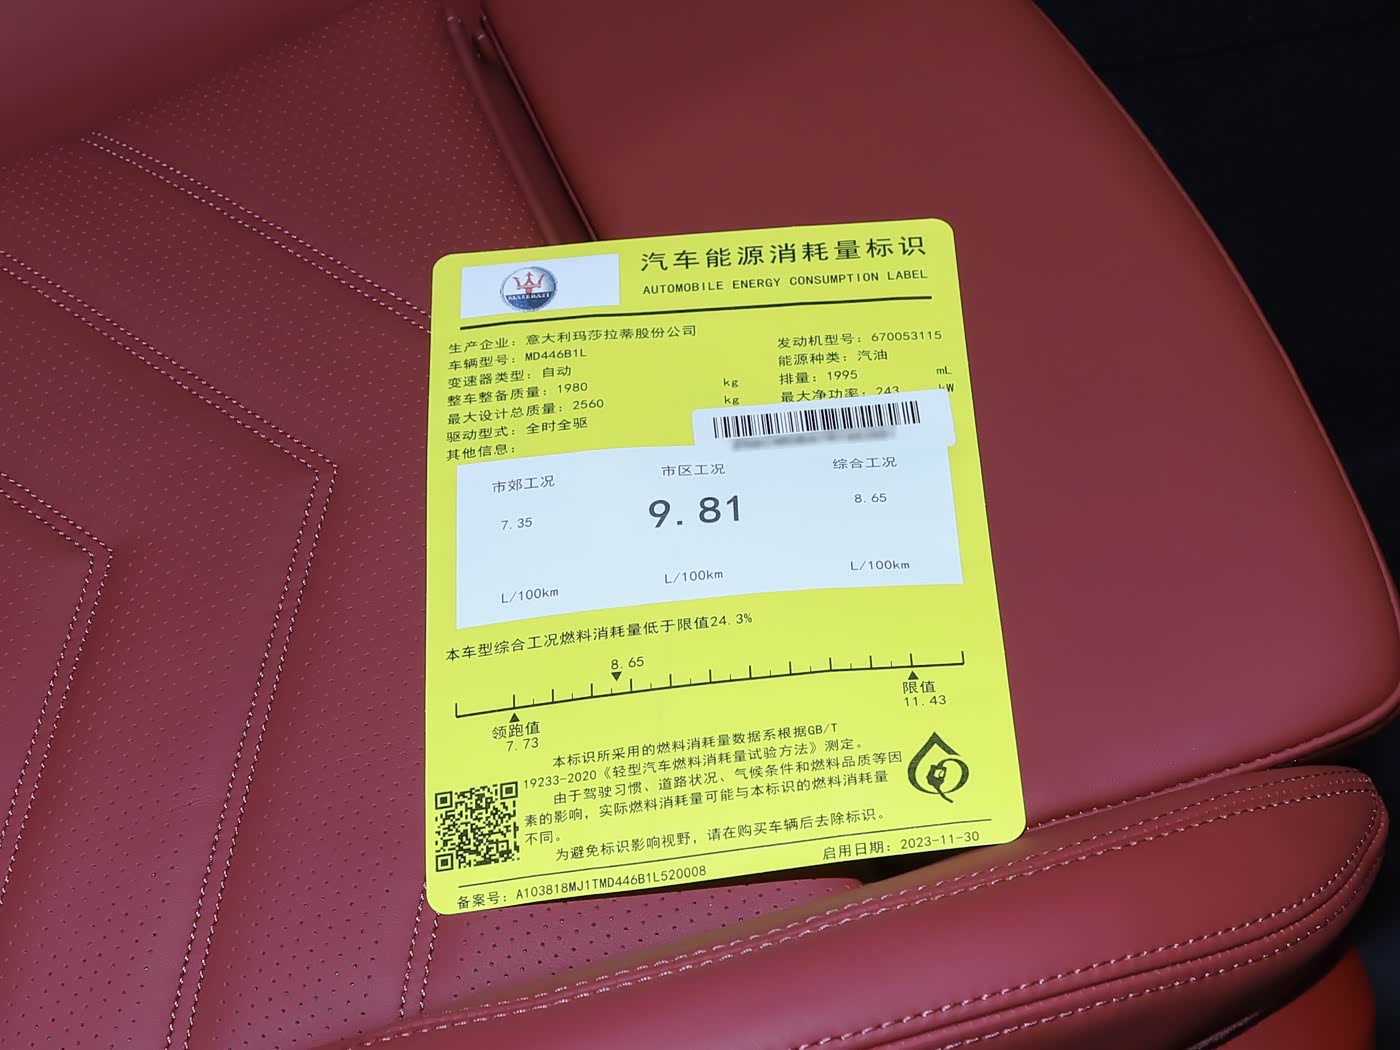 MASERATI
汽车能源消耗量标识
AUTOMOBILE ENERGY CONSUMPTION LABEL
生产企业: 意大利玛莎拉蒂股份公司
车辆型号: MD446B1L
变速器类型: 自动
整车整备质量: 1980 kg
最大设计总质量: 2560 kg
驱动型式: 全时全驱
其他信息:
发动机型号: 670053115
能源种类: 汽油
排量: 1995 mL
最大净功率: 243 kW
市郊工况 市区工况 综合工况
7.35 9.81 8.65
L/100km L/100km L/100km
本车型综合工况燃料消耗量低于限值24.3%
8.65
领跑值 限值
7.73 11.43
本标识所采用的燃料消耗量数据系根据GB/T
19233-2020《轻型汽车燃料消耗量试验方法》测定。
由于驾驶习惯、道路状况、气候条件和燃料品质等因
素的影响，实际燃料消耗量可能与本标识的燃料消耗量
不同。
为避免标识影响视野，请在购买车辆后去除标识。
备案号: A103818MJ1TMD446B1L520008 启用日期: 2023-11-30